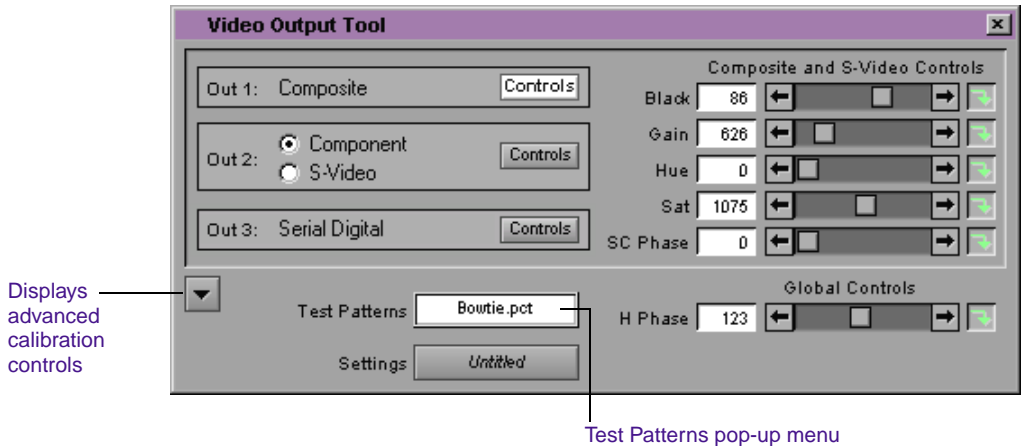 Video Output Tool
Composite and S-Video Controls
Out 1: Composite Controls
Black 86
Gain 626
Out 2: Component
S-Video
Controls
Hue 0
Sat 1075
Out 3: Serial Digital Controls
SC Phase 0
Displays
advanced
calibration
controls
Test Patterns Bowtie.pct
Global Controls
H Phase 123
Settings Untitled
Test Patterns pop-up menu